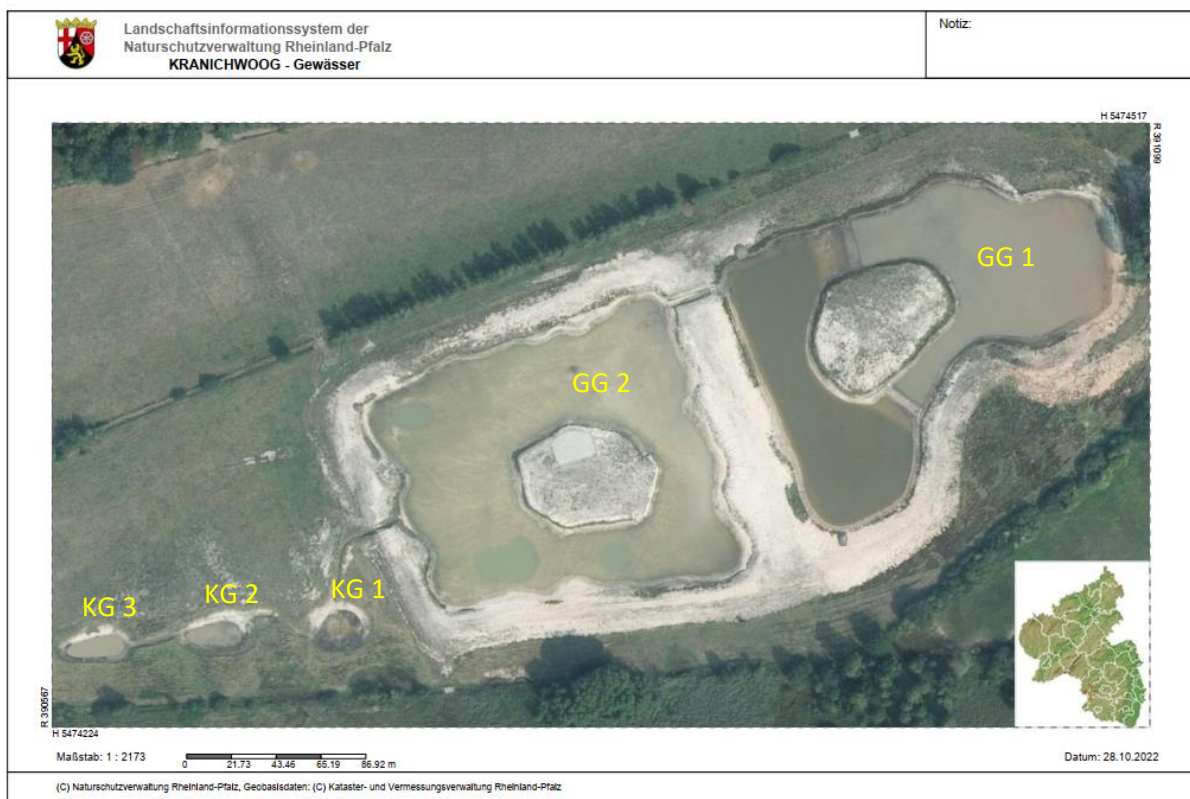 Landschaftsinformationssystem der
Naturschutzverwaltung Rheinland-Pfalz
KRANICHWOOG - Gewässer
Notiz:
H 5474517
R 391099
GG 1
GG 2
KG 1
KG 2
KG 3
R 390567
H 5474224
Maßstab: 1 : 2173
0 21.73 43.46 65.19 86.92 m
Datum: 28.10.2022
(C) Naturschutzverwaltung Rheinland-Pfalz, Geobasisdaten: (C) Kataster- und Vermessungsverwaltung Rheinland-Pfalz